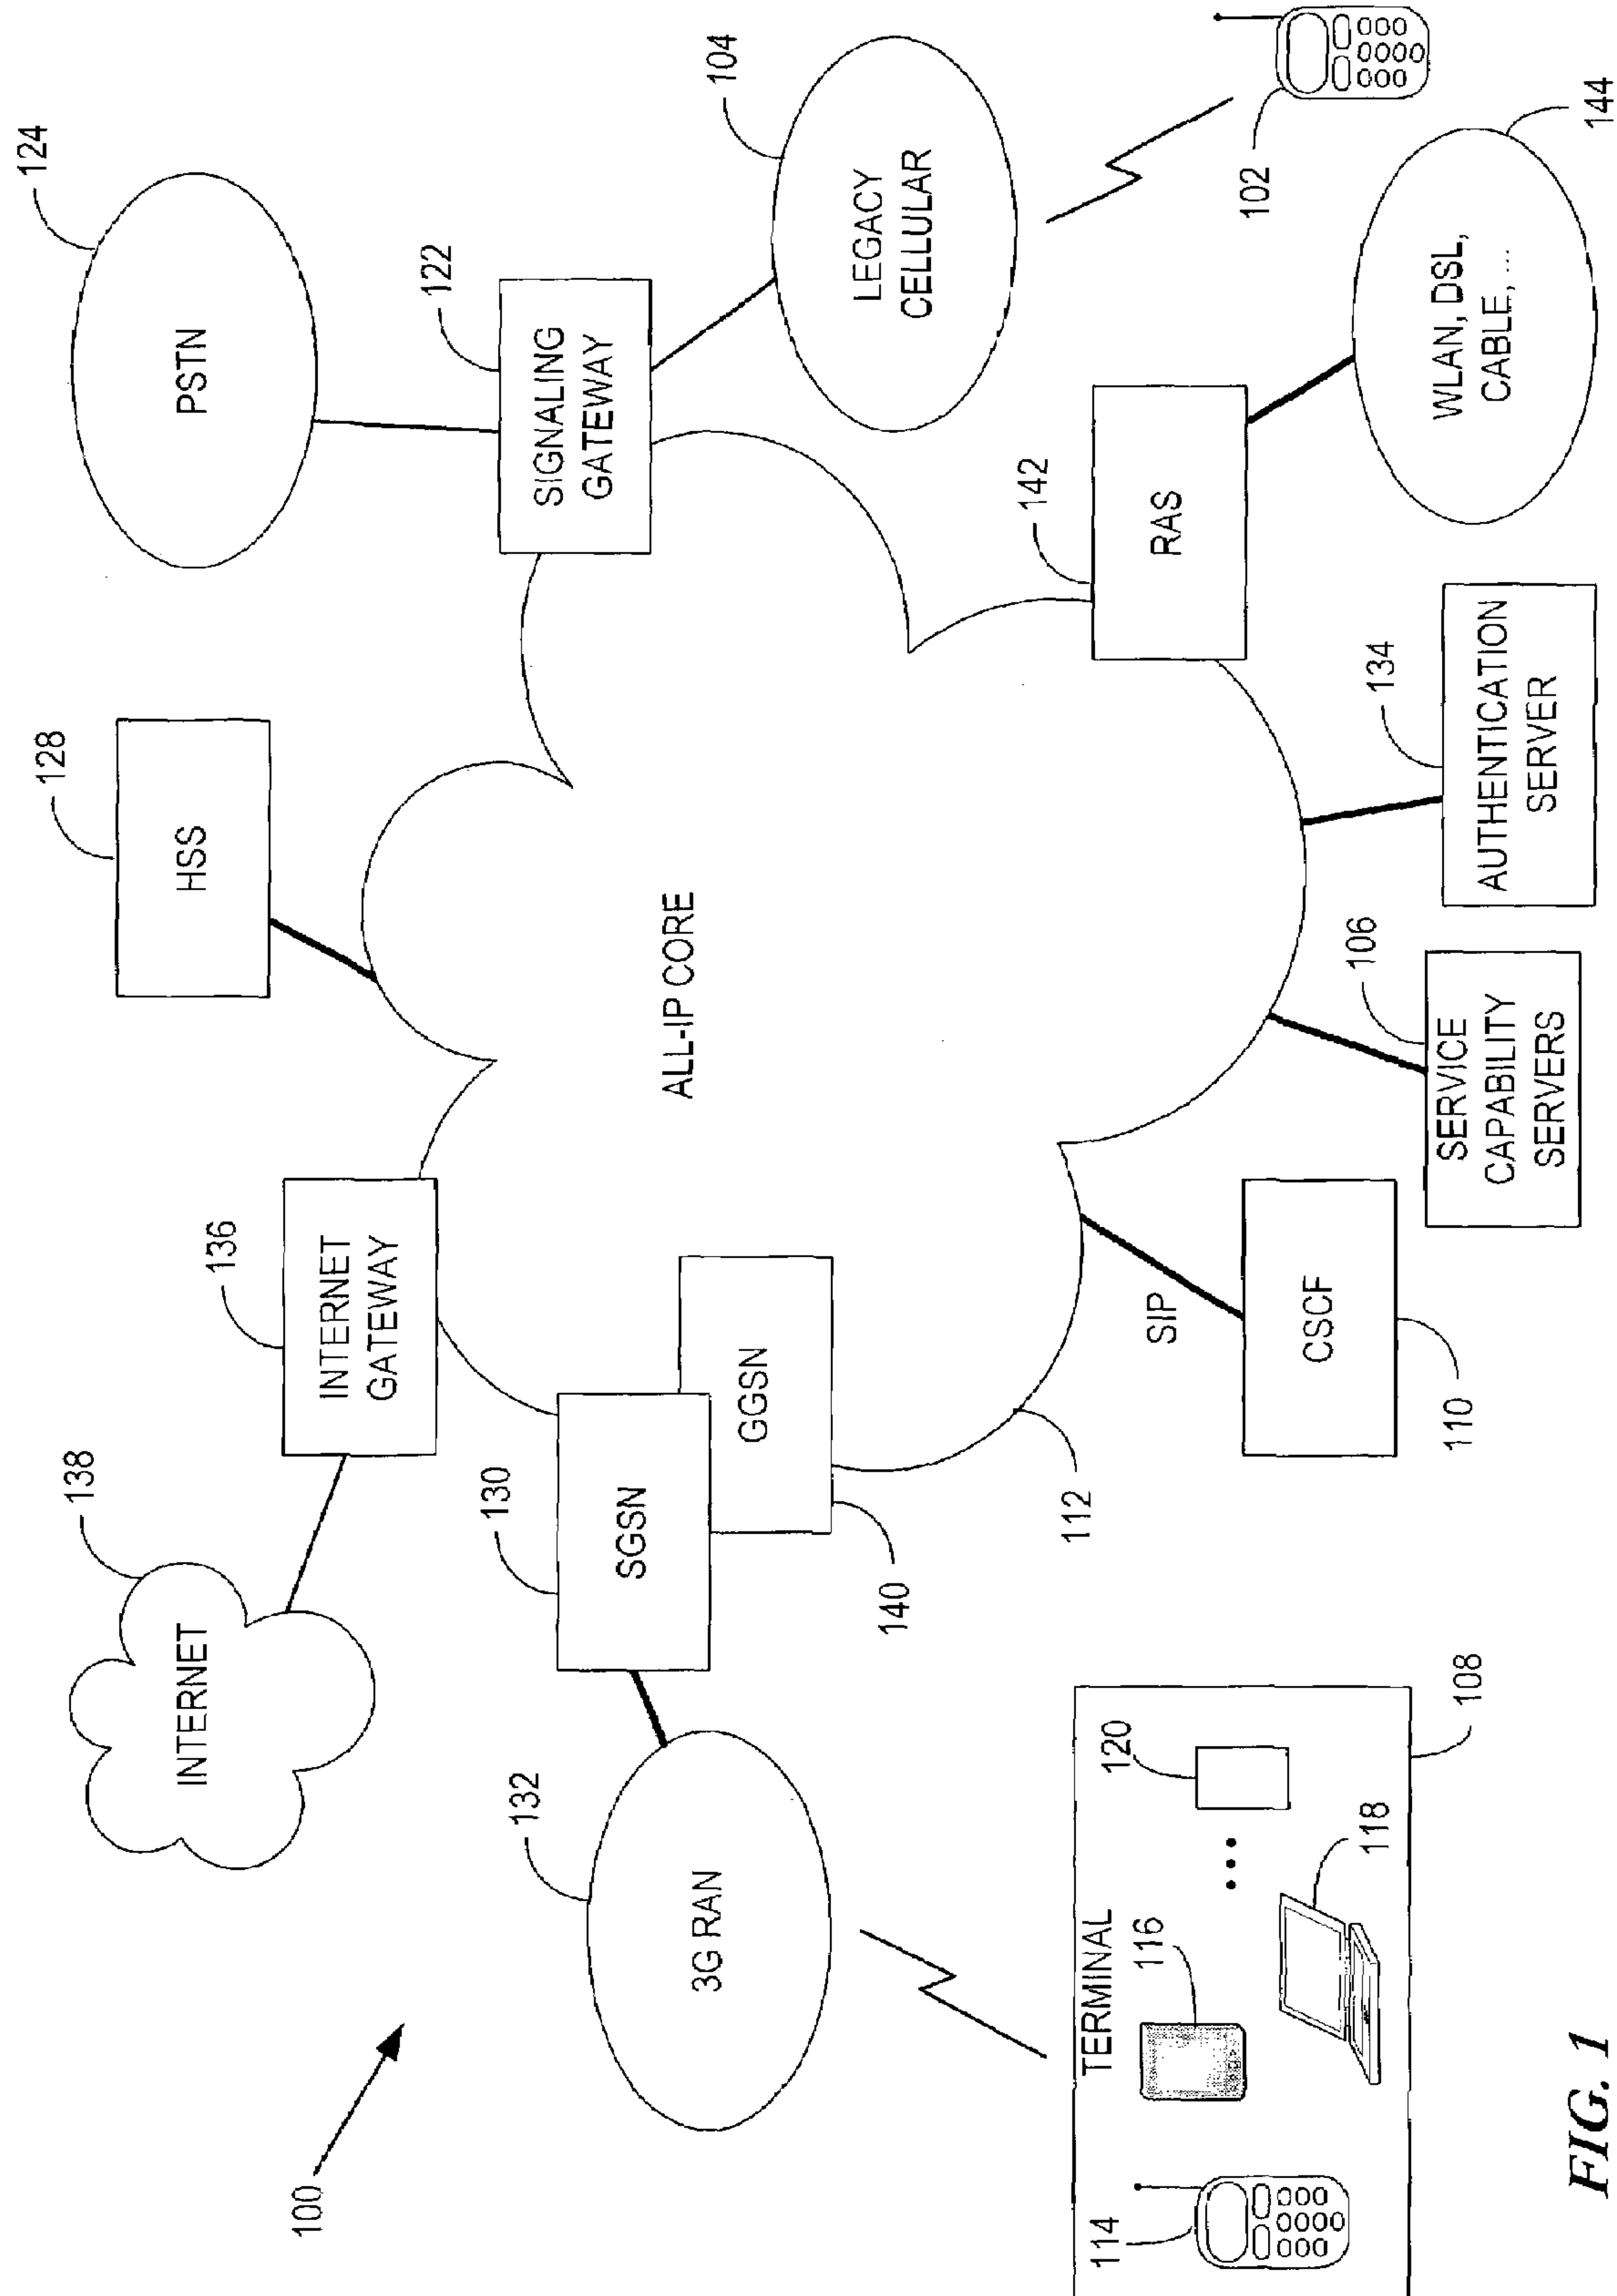 124
PSTN
128
HSS
138
INTERNET
136
INTERNET
GATEWAY
122
SIGNALING
GATEWAY
104
LEGACY
CELLULAR
102
100
132
3G RAN
130
SGSN
GGSN
140
ALL-IP CORE
142
RAS
112
SIP
CSCF
110
106
SERVICE
CAPABILITY
SERVERS
134
AUTHENTICATION
SERVER
WLAN, DSL,
CABLE, ...
144
TERMINAL
114
116
118
120
108
FIG. 1